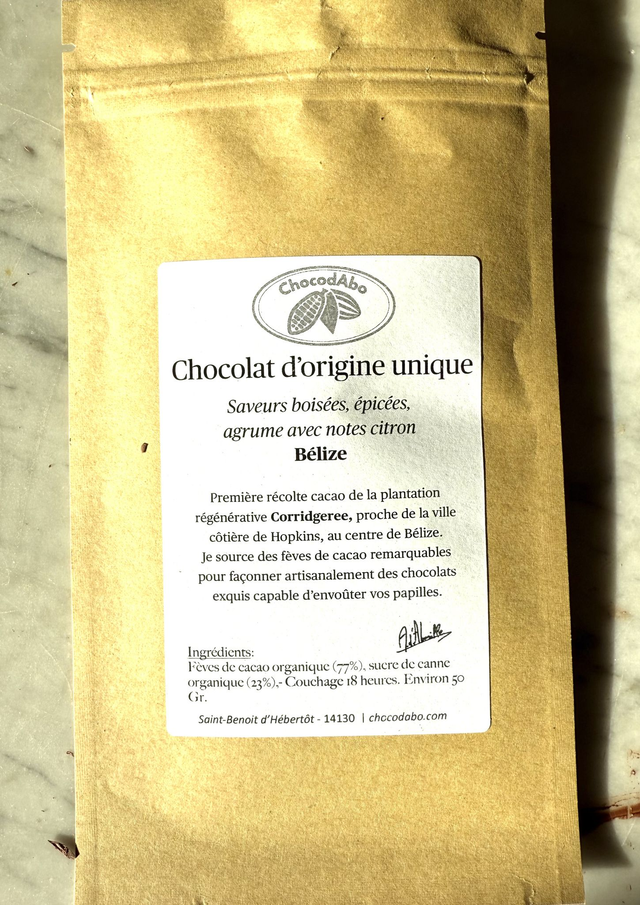 ChocodAbo
Chocolat d'origine unique
Saveurs boisées, épicées,
agrume avec notes citron
Bélize
Première récolte cacao de la plantation
régénérative Corridgeree, proche de la ville
côtière de Hopkins, au centre de Bélize.
Je source des fèves de cacao remarquables
pour façonner artisanalement des chocolats
exquis capable d'envoûter vos papilles.
Ingrédients:
Fèves de cacao organique (77%), sucre de canne
organique (23%),- Couchage 18 heures. Environ 50
Gr.
Saint-Benoit d'Hébertôt - 14130 | chocodabo.com